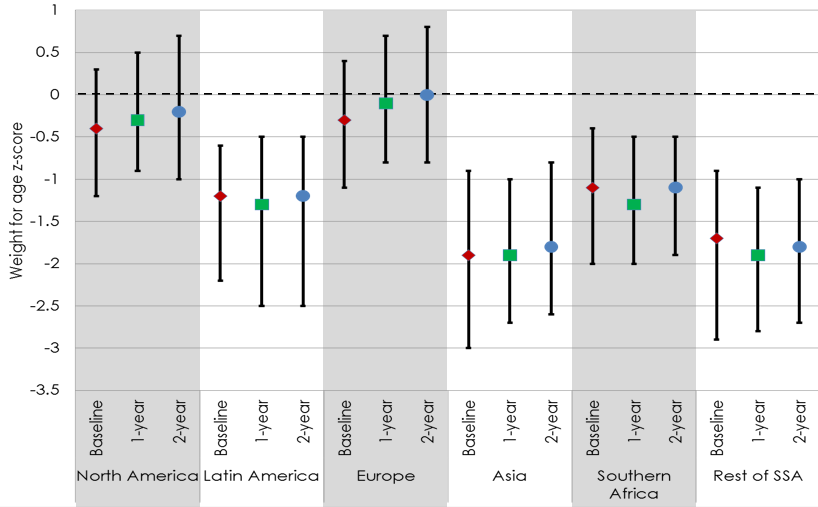 1
0.5
0
-0.5
-1
-1.5
-2
-2.5
-3
-3.5
Weight for age z-score
Baseline
1-year
2-year
Baseline
1-year
2-year
Baseline
1-year
2-year
Baseline
1-year
2-year
Baseline
1-year
2-year
Baseline
1-year
2-year
North America
Latin America
Europe
Asia
Southern
Africa
Rest of SSA